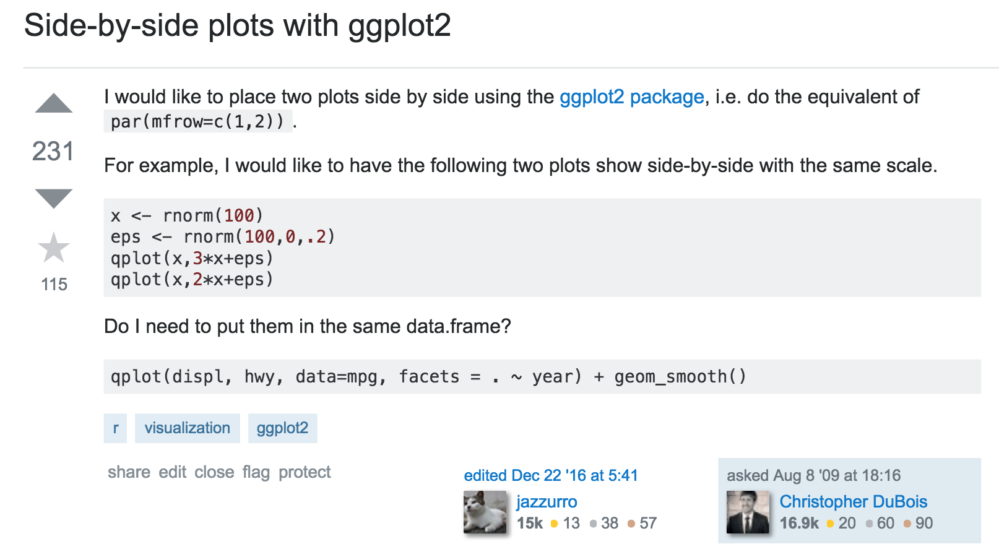 Side-by-side plots with ggplot2
I would like to place two plots side by side using the ggplot2 package, i.e. do the equivalent of
par(mfrow=c(1,2)) .
231
For example, I would like to have the following two plots show side-by-side with the same scale.
x <- rnorm(100)
eps <- rnorm(100,0,.2)
qplot(x,3*x+eps)
qplot(x,2*x+eps)
115
Do I need to put them in the same data.frame?
qplot(displ, hwy, data=mpg, facets = . ~ year) + geom_smooth()
r visualization ggplot2
share edit close flag protect
edited Dec 22 '16 at 5:41
jazzurro
15k 13 38 57
asked Aug 8 '09 at 18:16
Christopher DuBois
16.9k 20 60 90